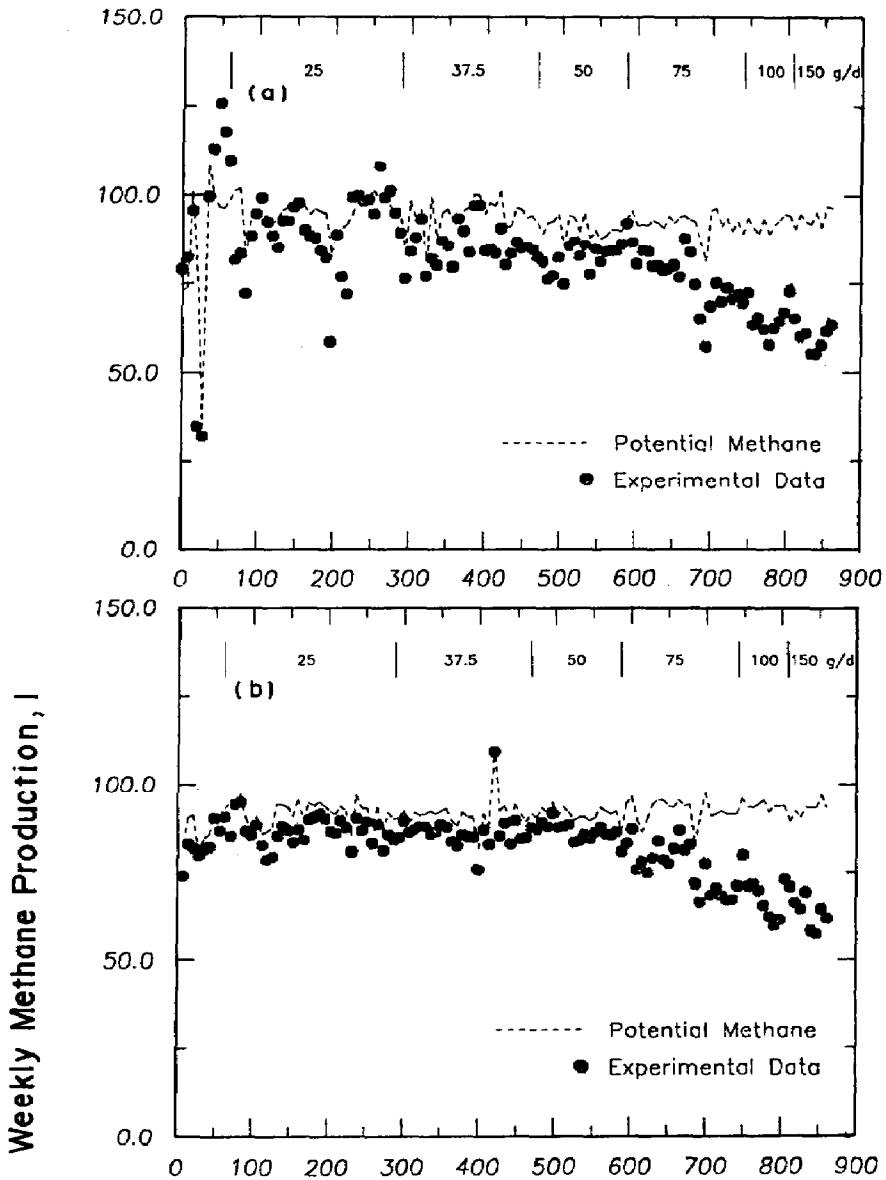 150.0
25 37.5 50 75 100 150 g/d
(a)
100.0
50.0
Potential Methane
Experimental Data
0.0
0 100 200 300 400 500 600 700 800 900
150.0
25 37.5 50 75 100 150 g/d
(b)
100.0
50.0
Potential Methane
Experimental Data
0.0
0 100 200 300 400 500 600 700 800 900
Weekly Methane Production, l